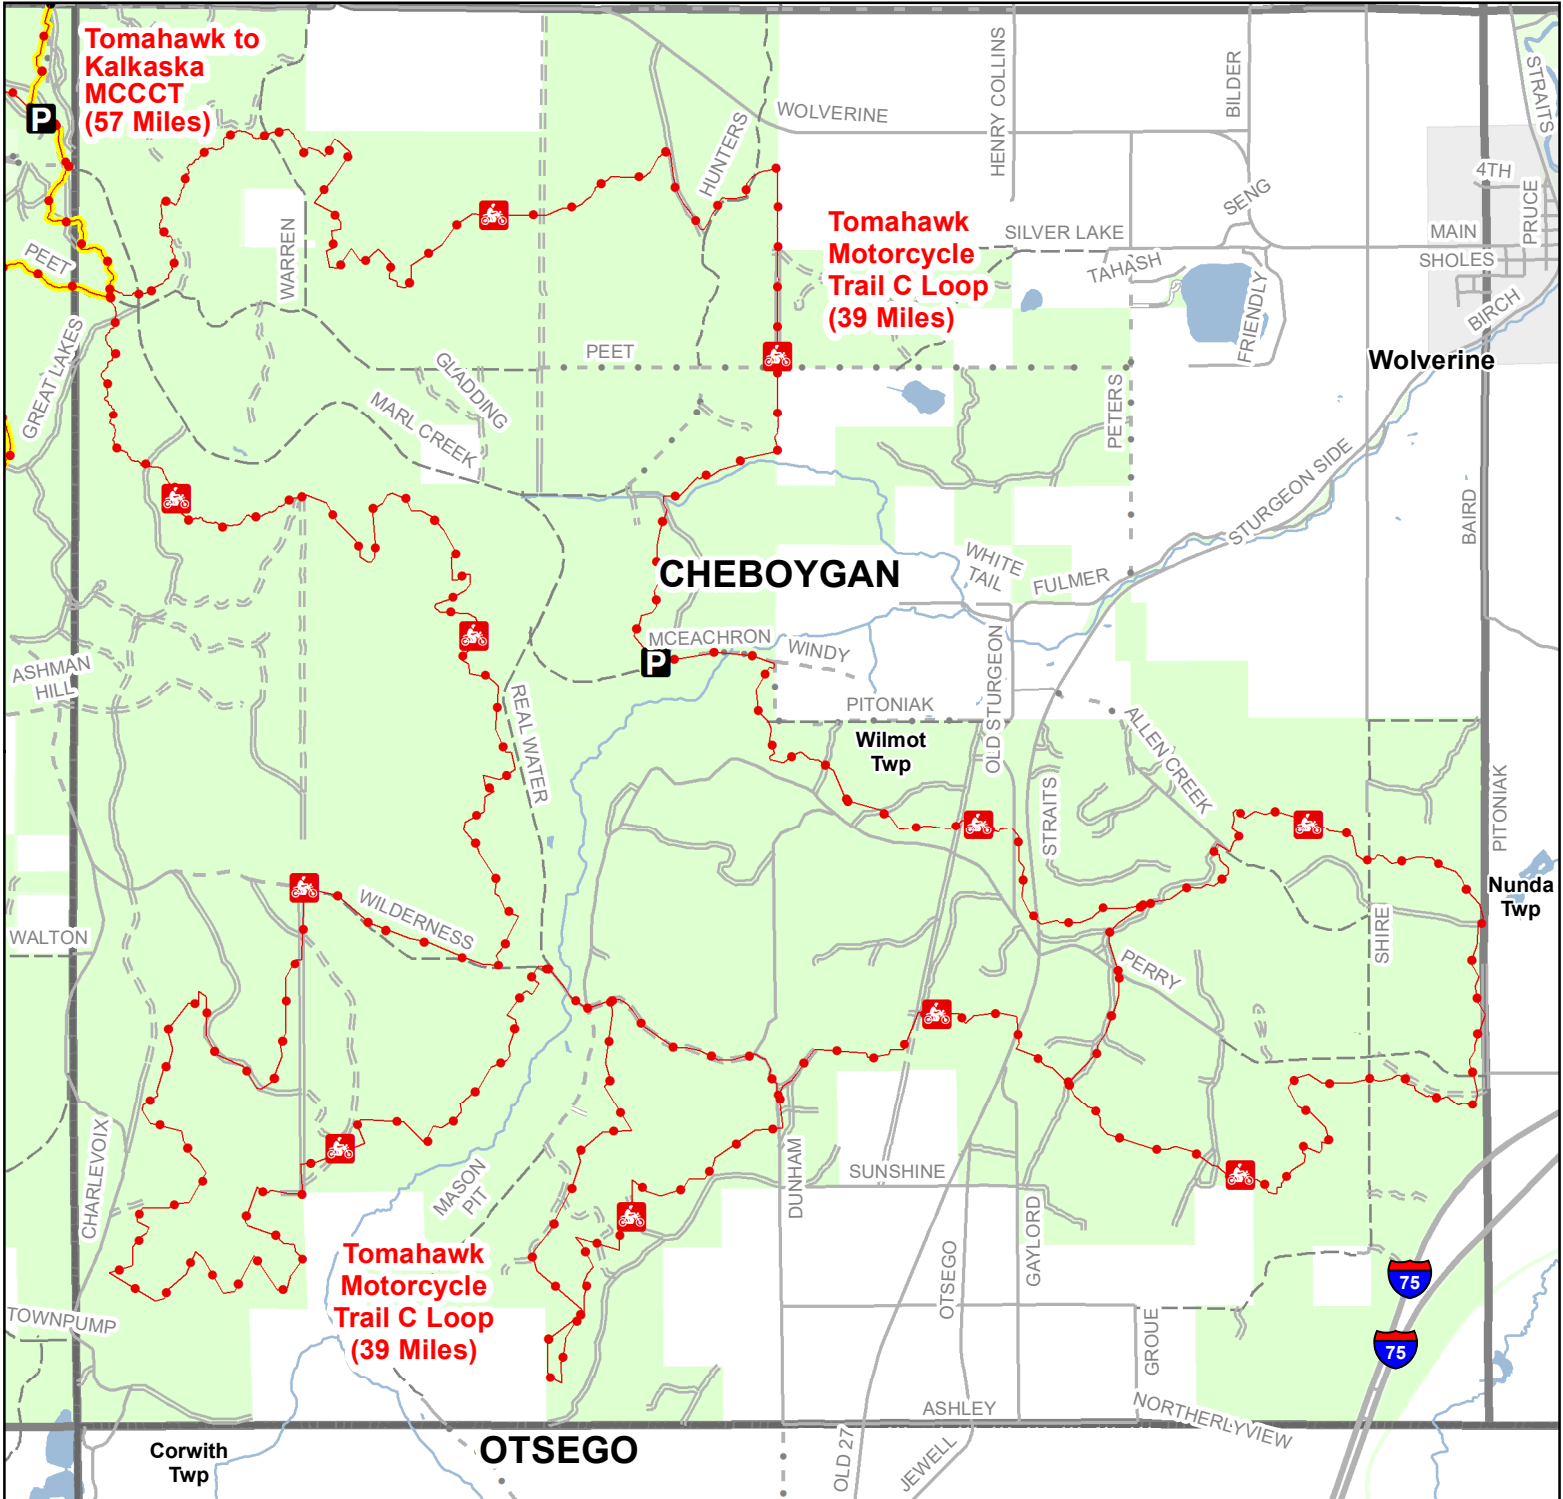 Tomahawk to
Kalkaska
MCCCT
(57 Miles)
P
HENRY COLLINS
BILDER
STRAITS
WOLVERINE
HUNTERS
4TH
PRUCE
SENG
WARREN
PEET
Tomahawk
Motorcycle
Trail C Loop
(39 Miles)
SILVER LAKE
MAIN
TAHASH
SHOLES
BIRCH
FRIENDLY
GREAT LAKES
PEET
GLADDING
MARL CREEK
PETERS
Wolverine
STURGEON SIDE
BAIRD
CHEBOYGAN
WHITE
TAIL
FULMER
MCEACHRON
WINDY
P
ASHMAN
HILL
REAL WATER
OLD STURGEON
PITONIAK
ALLEN CREEK
Wilmot
Twp
STRAITS
PITONIAK
Nunda
Twp
WILDERNESS
WALTON
SHIRE
PERRY
CHARLEVOIX
MASON
PIT
DUNHAM
SUNSHINE
GAYLORD
OTSEGO
Tomahawk
Motorcycle
Trail C Loop
(39 Miles)
75
75
TOWNPUMP
GROUE
ASHLEY
NORTHERLYVIEW
Corwith
Twp
OTSEGO
OLD 27
JEWELL